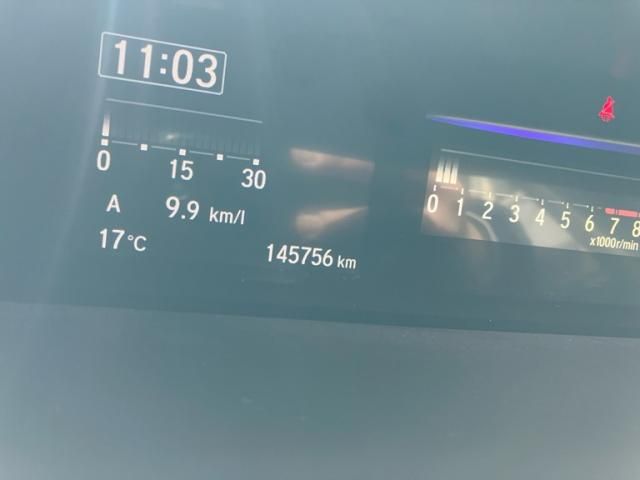 11:03
0 15 30
A 9.9 km/l
17°C
145756 km
0 1 2 3 4 5 6 7 8
x1000r/min